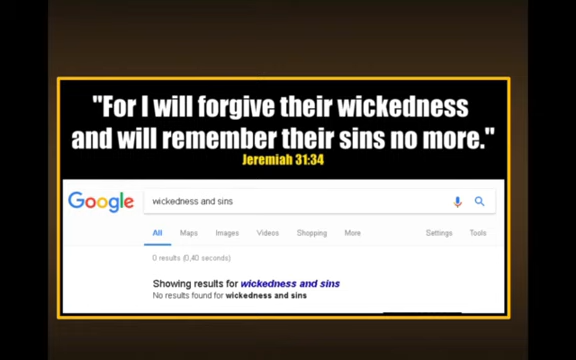 "For I will forgive their wickedness
and will remember their sins no more."
Jeremiah 31:34
Google
wickedness and sins
All Maps Images Videos Shopping More Settings Tools
0 results (0,40 seconds)
Showing results for wickedness and sins
No results found for wickedness and sins